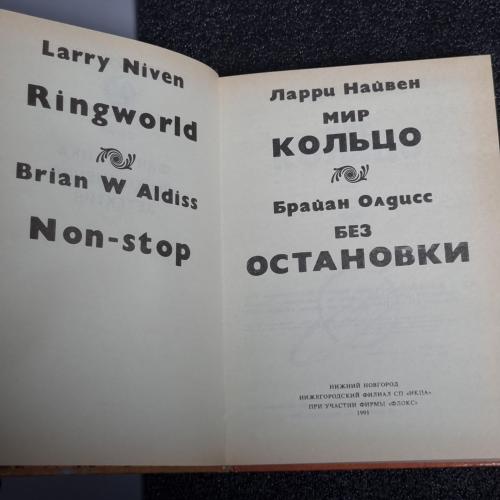 Larry Niven
Ringworld
Brian W Aldiss
Non-stop
Ларри Найвен
МИР
КОЛЬЦО
Брайан Олдисс
БЕЗ
ОСТАНОВКИ
НИЖНИЙ НОВГОРОД
НИЖЕГОРОДСКИЙ ФИЛИАЛ СП «ИКПА»
ПРИ УЧАСТИИ ФИРМЫ «ФЛОКС»
1991